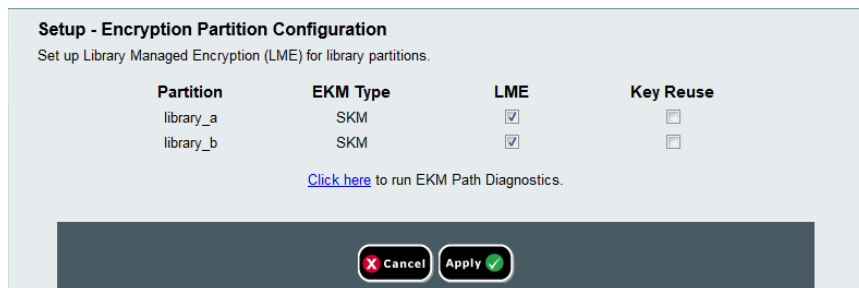 Setup - Encryption Partition Configuration
Set up Library Managed Encryption (LME) for library partitions.
Partition EKM Type LME Key Reuse
library_a SKM
library_b SKM
Click here to run EKM Path Diagnostics.
Cancel Apply